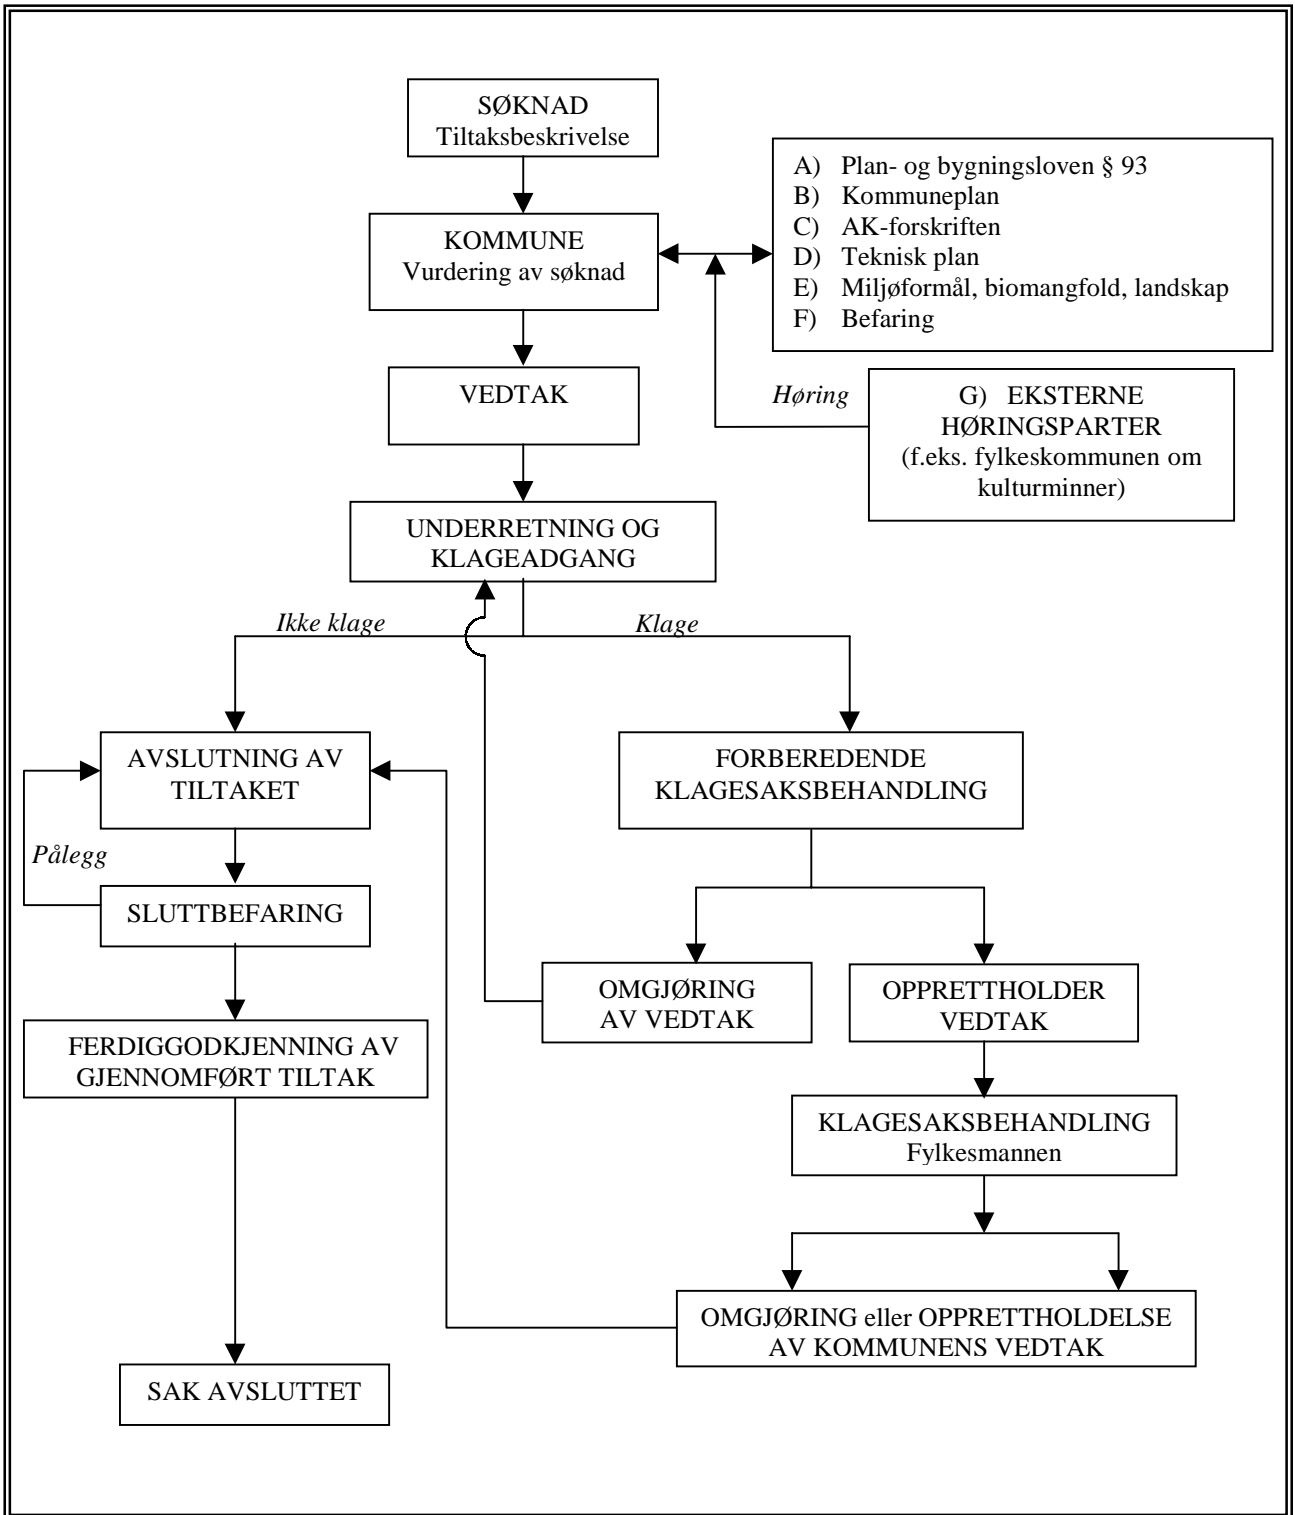 SØKNAD
Tiltaksbeskrivelse
KOMMUNE
Vurdering av søknad
A) Plan- og bygningsloven § 93
B) Kommuneplan
C) AK-forskriften
D) Teknisk plan
E) Miljøformål, biomangfold, landskap
F) Befaring
VEDTAK
Høring
G) EKSTERNE
HØRINGSPARTER
(f.eks. fylkeskommunen om
kulturminner)
UNDERRETNING OG
KLAGEADGANG
Ikke klage
Klage
AVSLUTNING AV
TILTAKET
FORBEREDENDE
KLAGESAKSBEHANDLING
Pålegg
SLUTTBEFARING
OMGJØRING
AV VEDTAK
OPPRETTHOLDER
VEDTAK
FERDIGGODKJENNING AV
GJENNOMFØRT TILTAK
KLAGESAKSBEHANDLING
Fylkesmannen
OMGJØRING eller OPPRETTHOLDELSE
AV KOMMUNENS VEDTAK
SAK AVSLUTTET